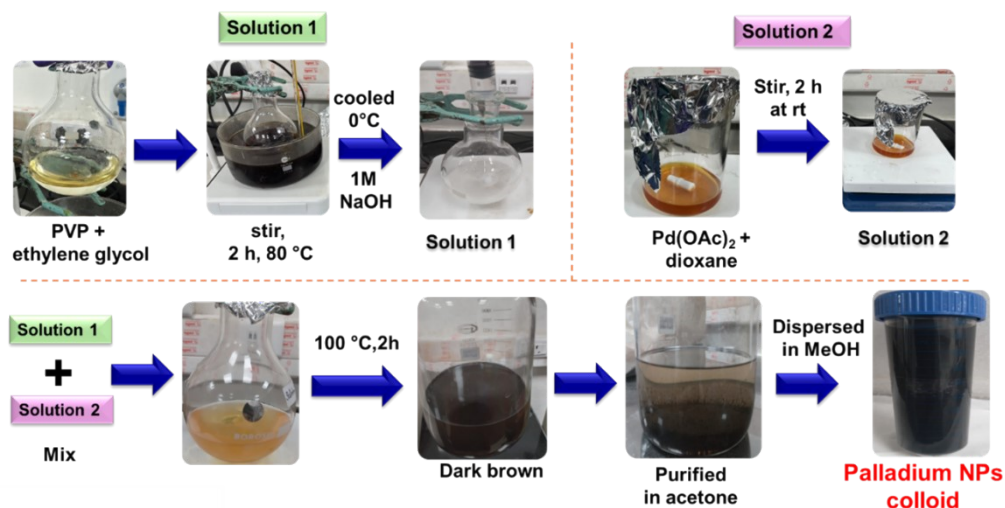 Solution 1
PVP +
ethylene glycol
stir,
2 h, 80 °C
cooled
0°C
1M
NaOH
Solution 1
Solution 2
Pd(OAc)₂ +
dioxane
Stir, 2 h
at rt
Solution 2
Solution 1
+
Solution 2
Mix
100 °C,2h
Dark brown
Purified
in acetone
Dispersed
in MeOH
Palladium NPs
colloid